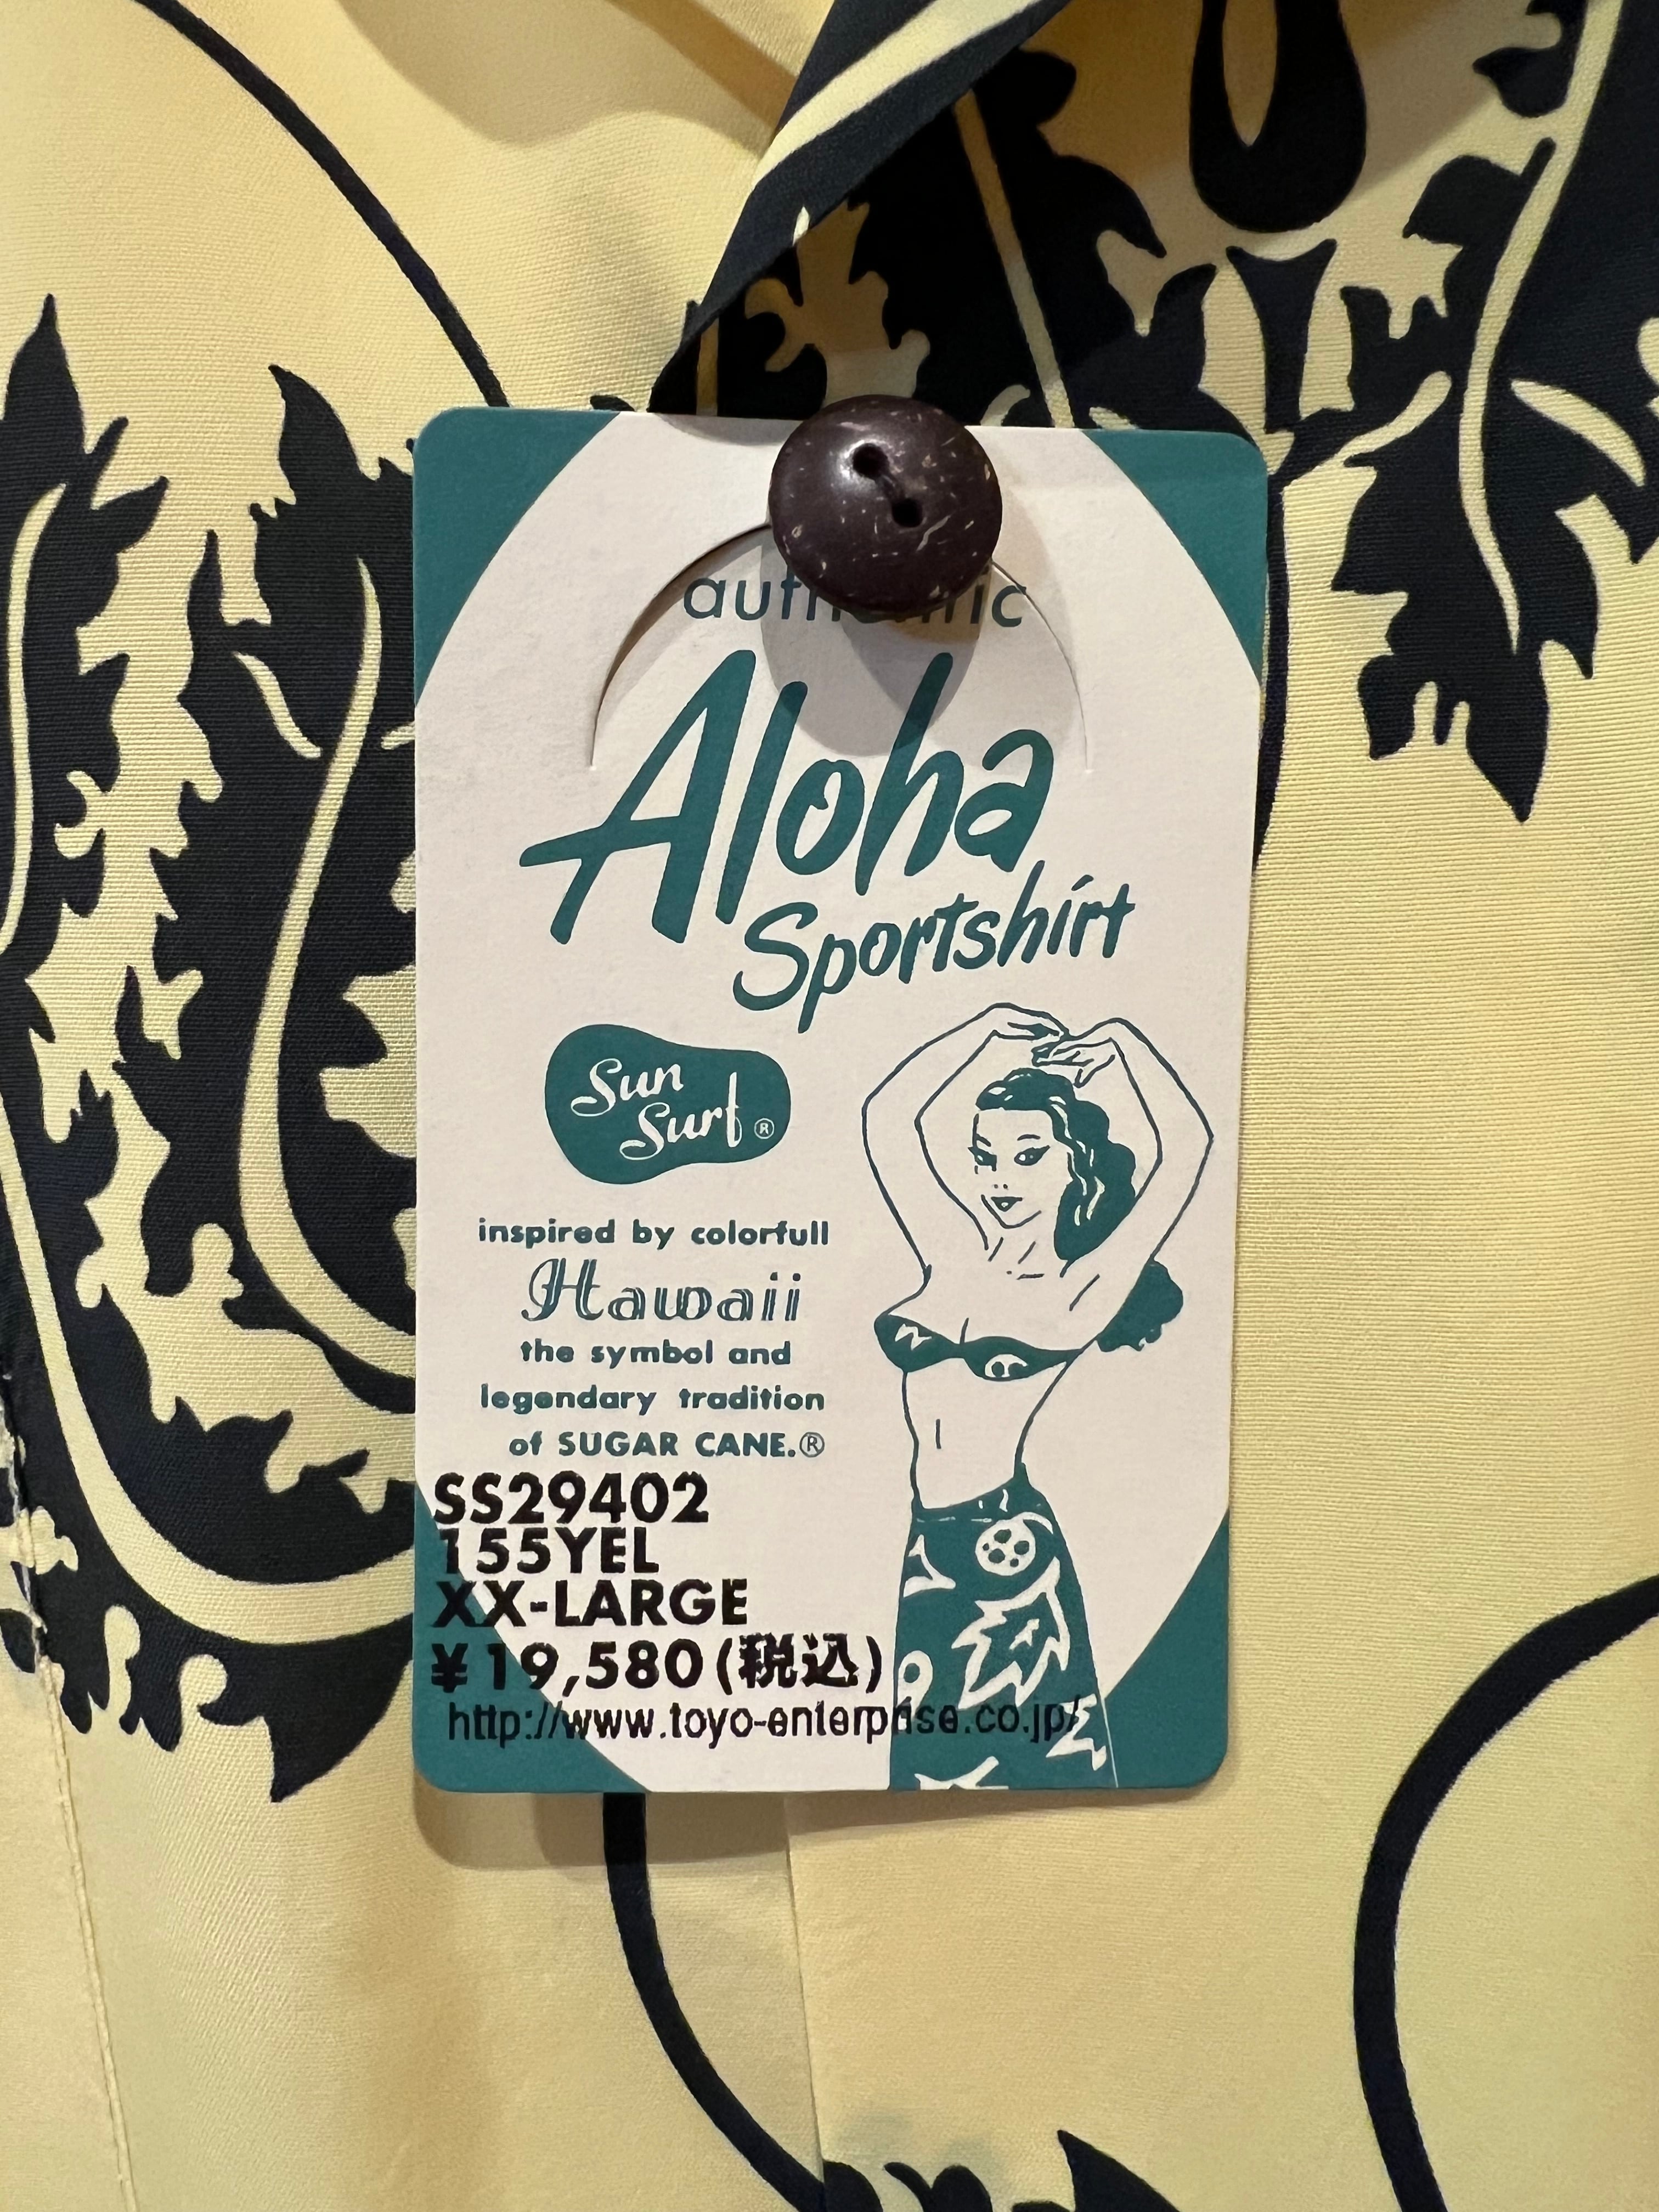 authentic
Aloha
Sportshirt
Sun
Surf ®
inspired by colorfull
Hawaii
the symbol and
legendary tradition
of SUGAR CANE.®
SS29402
155YEL
XX-LARGE
¥19,580(税込)
http://www.toyo-enterprise.co.jp/